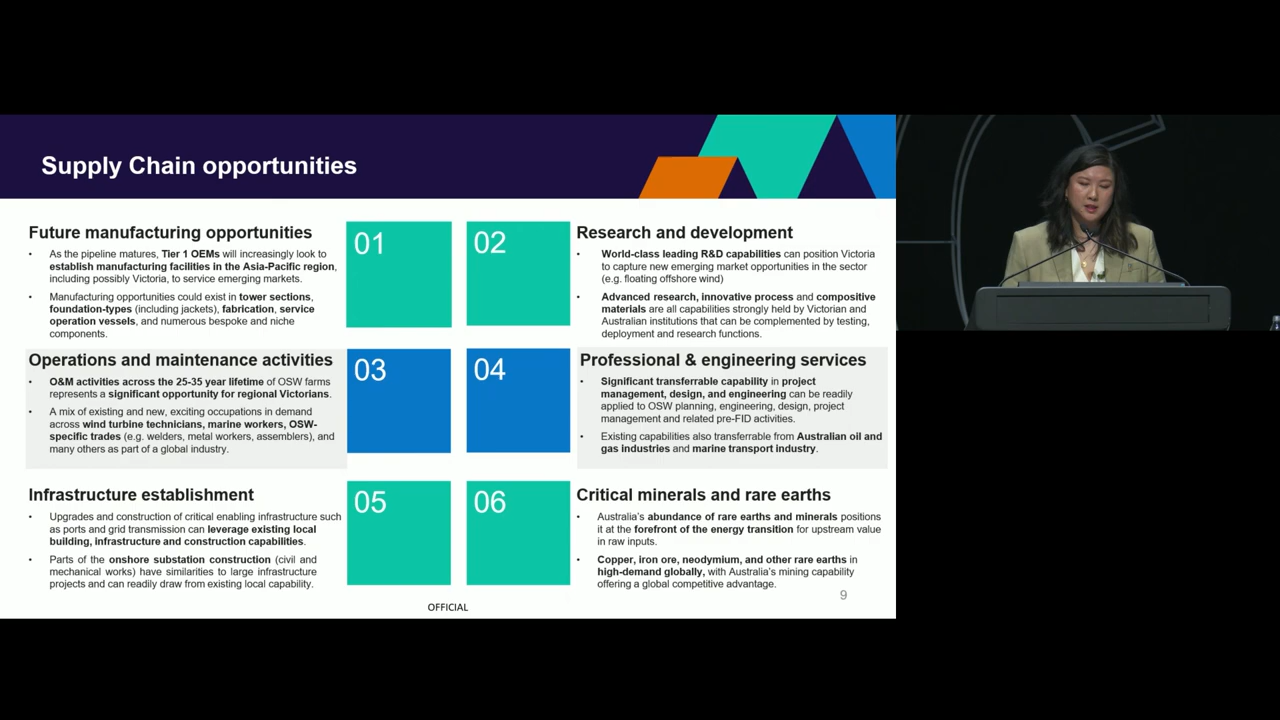 Supply Chain opportunities
Future manufacturing opportunities
• As the pipeline matures, Tier 1 OEMs will increasingly look to
establish manufacturing facilities in the Asia-Pacific region,
including possibly Victoria, to service emerging markets.
• Manufacturing opportunities could exist in tower sections,
foundation-types (including jackets), fabrication, service
operation vessels, and numerous bespoke and niche
components.
01
02
Research and development
• World-class leading R&D capabilities can position Victoria
to capture new emerging market opportunities in the sector
(e.g. floating offshore wind)
• Advanced research, innovative process and compositive
materials are all capabilities strongly held by Victorian and
Australian institutions that can be complemented by testing,
deployment and research functions.
Operations and maintenance activities
• O&M activities across the 25-35 year lifetime of OSW farms
represents a significant opportunity for regional Victorians.
• A mix of existing and new, exciting occupations in demand
across wind turbine technicians, marine workers, OSW-
specific trades (e.g. welders, metal workers, assemblers), and
many others as part of a global industry.
03
04
Professional & engineering services
• Significant transferrable capability in project
management, design, and engineering can be readily
applied to OSW planning, engineering, design, project
management and related pre-FID activities.
• Existing capabilities also transferrable from Australian oil and
gas industries and marine transport industry.
Infrastructure establishment
• Upgrades and construction of critical enabling infrastructure such
as ports and grid transmission can leverage existing local
building, infrastructure and construction capabilities.
• Parts of the onshore substation construction (civil and
mechanical works) have similarities to large infrastructure
projects and can readily draw from existing local capability.
05
06
Critical minerals and rare earths
• Australia's abundance of rare earths and minerals positions
it at the forefront of the energy transition for upstream value
in raw inputs.
• Copper, iron ore, neodymium, and other rare earths in
high-demand globally, with Australia's mining capability
offering a global competitive advantage.
9
OFFICIAL